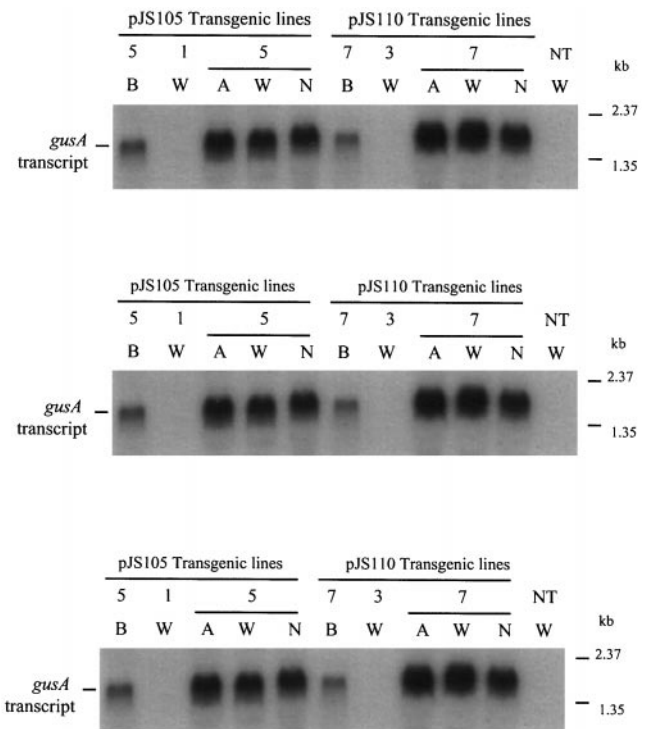 pJS105 Transgenic lines pJS110 Transgenic lines
5 1 5 7 3 7 NT
kb
B W A W N B W A W N W
2.37
gusA
transcript
1.35
pJS105 Transgenic lines pJS110 Transgenic lines
5 1 5 7 3 7 NT
kb
B W A W N B W A W N W
2.37
gusA
transcript
1.35
pJS105 Transgenic lines pJS110 Transgenic lines
5 1 5 7 3 7 NT
kb
B W A W N B W A W N W
2.37
gusA
transcript
1.35